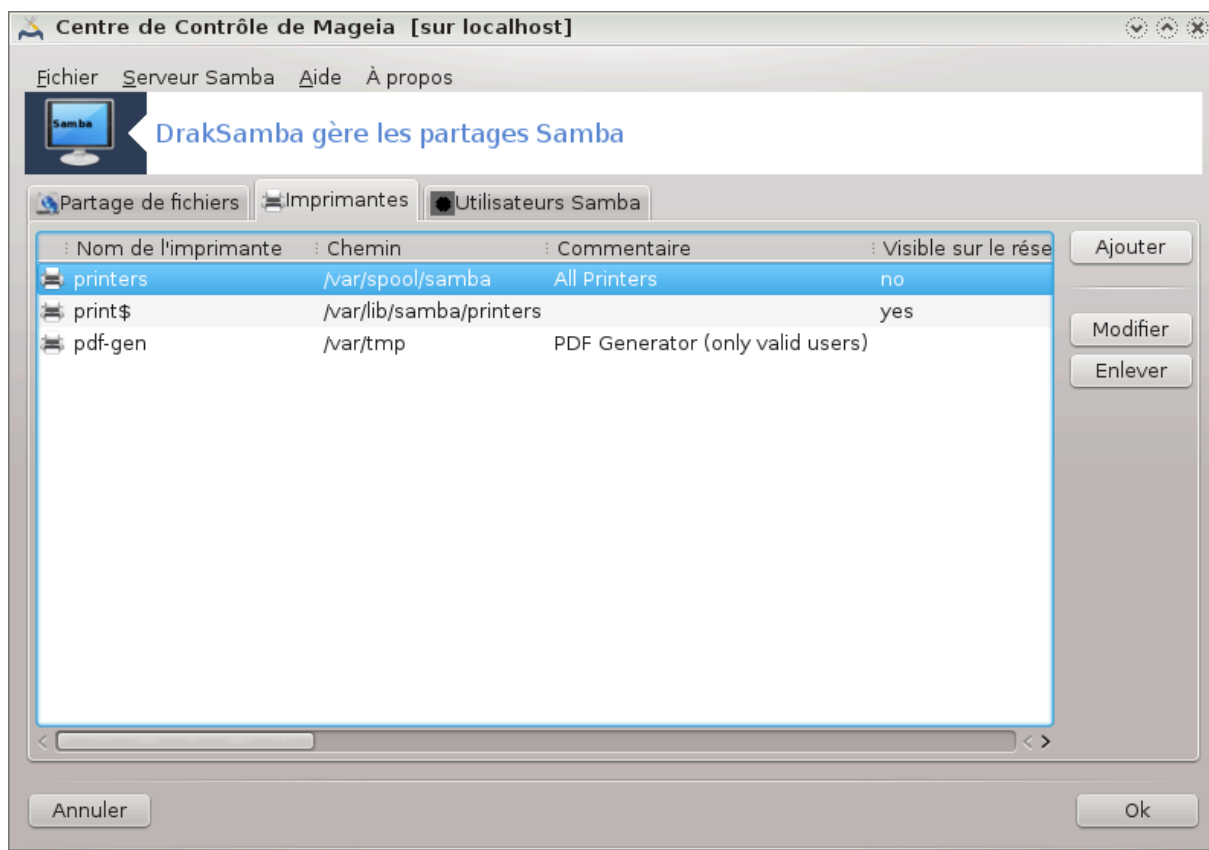 Centre de Contrôle de Mageia [sur localhost]
Fichier Serveur Samba Aide À propos
Samba
DrakSamba gère les partages Samba
Partage de fichiers Imprimantes Utilisateurs Samba
Nom de l'imprimante Chemin Commentaire Visible sur le rése
Ajouter
printers /var/spool/samba All Printers no
print$ /var/lib/samba/printers yes
Modifier
pdf-gen /var/tmp PDF Generator (only valid users)
Enlever
Annuler Ok